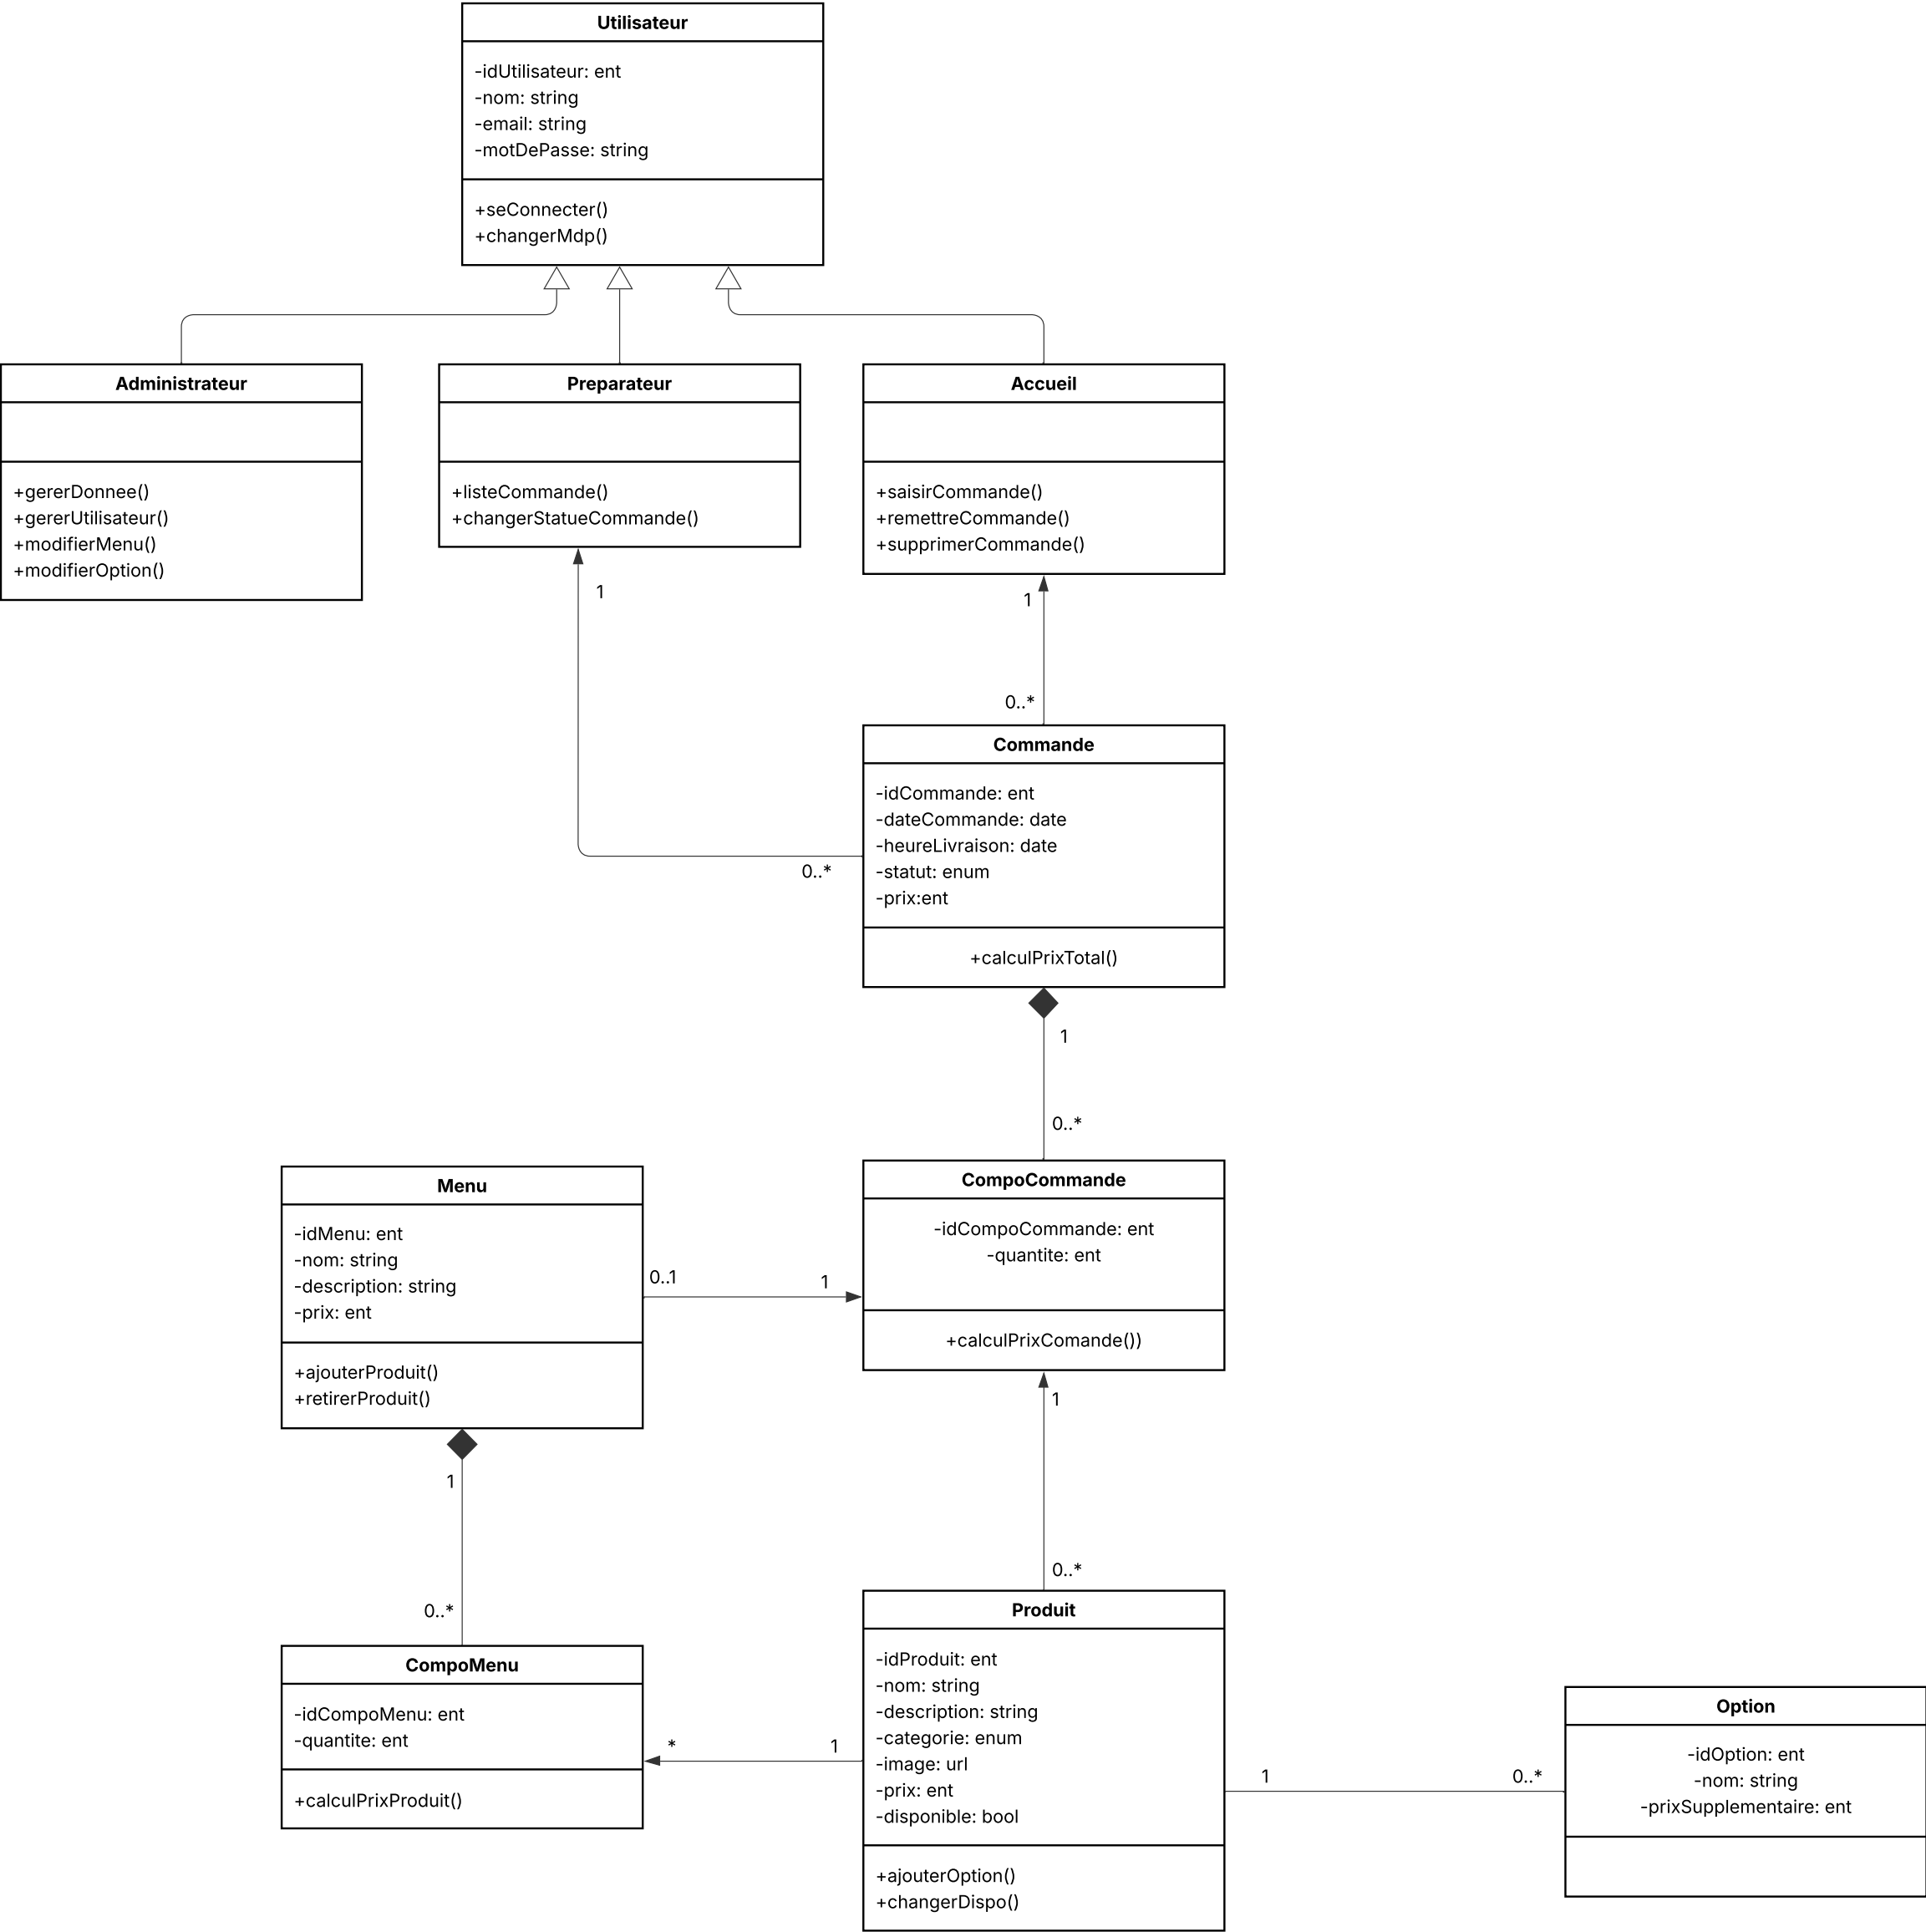 Utilisateur
-idUtilisateur: ent
-nom: string
-email: string
-motDePasse: string
+seConnecter()
+changerMdp()
Administrateur
+gererDonnee()
+gererUtilisateur()
+modifierMenu()
+modifierOption()
Preparateur
+listeCommande()
+changerStatueCommande()
Accueil
+saisirCommande()
+remettreCommande()
+supprimerCommande()
1
1
0..*
0..*
Commande
-idCommande: ent
-dateCommande: date
-heureLivraison: date
-statut: enum
-prix:ent
+calculPrixTotal()
1
0..*
Menu
-idMenu: ent
-nom: string
-description: string
-prix: ent
+ajouterProduit()
+retirerProduit()
0..1
1
CompoCommande
-idCompoCommande: ent
-quantite: ent
+calculPrixComande())
1
0..*
1
0..*
CompoMenu
-idCompoMenu: ent
-quantite: ent
+calculPrixProduit()
*
1
Produit
-idProduit: ent
-nom: string
-description: string
-categorie: enum
-image: url
-prix: ent
-disponible: bool
+ajouterOption()
+changerDispo()
1
0..*
Option
-idOption: ent
-nom: string
-prixSupplementaire: ent